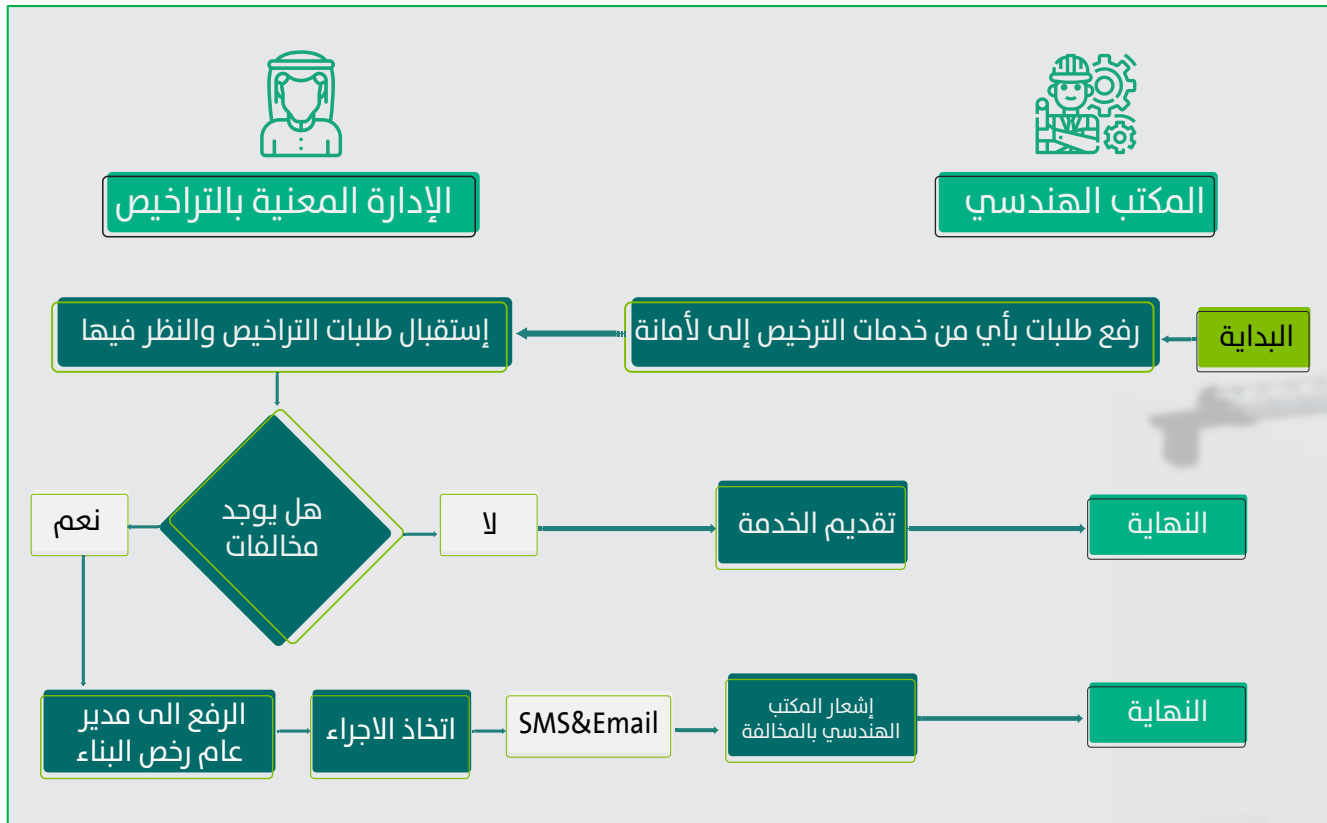 المكتب الهندسي
الإدارة المعنية بالتراخيص
البداية
رفع طلبات بأي من خدمات الترخيص إلى لأمانة
إستقبال طلبات التراخيص والنظر فيها
هل يوجد
مخالفات
لا
تقديم الخدمة
النهاية
نعم
الرفع الى مدير
عام رخص البناء
اتخاذ الاجراء
SMS&Email
إشعار المكتب
الهندسي بالمخالفة
النهاية